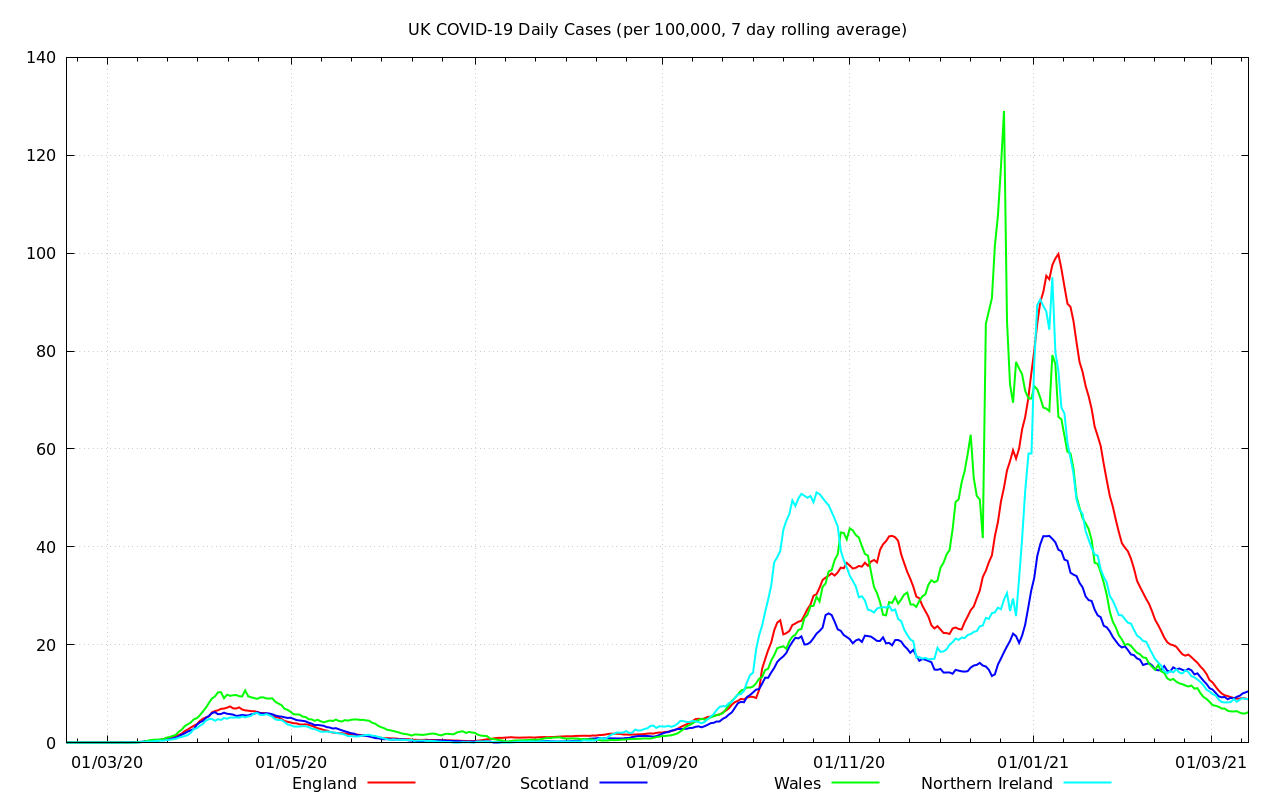 UK COVID-19 Daily Cases (per 100,000, 7 day rolling average)
140
120
100
80
60
40
20
0
01/03/20 01/05/20 01/07/20 01/09/20 01/11/20 01/01/21 01/03/21
England Scotland Wales Northern Ireland